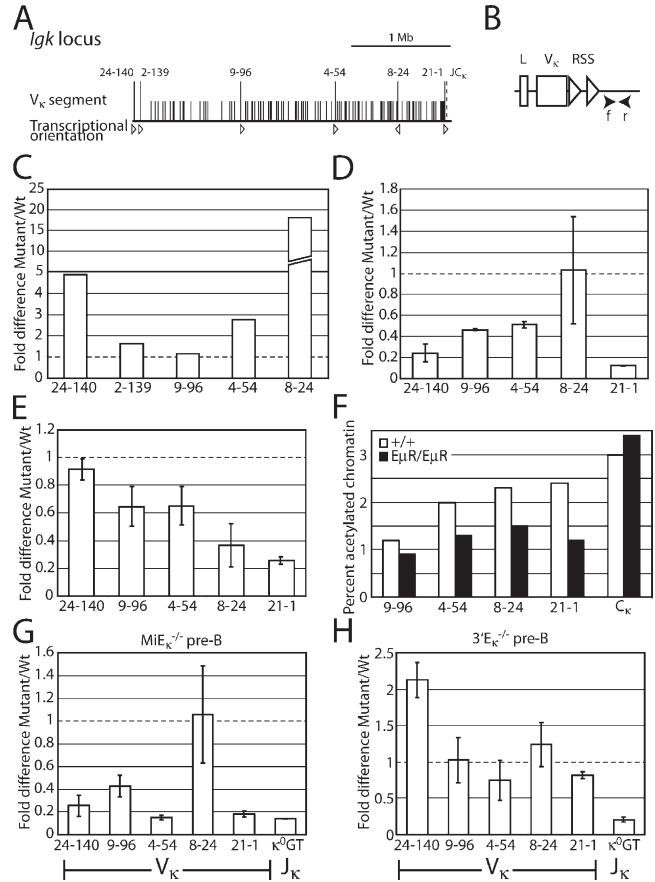 A
Igk locus
1 Mb
24-140 2-139 9-96 4-54 8-24 21-1 JCκ
Vκ segment
Transcriptional
orientation
B
L Vκ RSS
f r
C
Fold difference Mutant/Wt
25
20
15
10
5
4
3
2
1
0
24-140 2-139 9-96 4-54 8-24
D
Fold difference Mutant/Wt
1.8
1.6
1.4
1.2
1
0.8
0.6
0.4
0.2
0
24-140 9-96 4-54 8-24 21-1
E
Fold difference Mutant/Wt
1.2
1
0.8
0.6
0.4
0.2
0
24-140 9-96 4-54 8-24 21-1
F
Percent acetylated chromatin
+/+
EμR/EμR
3
2
1
0
9-96 4-54 8-24 21-1 Cκ
G
MiEκ-/- pre-B
Fold difference Mutant/Wt
1.6
1.4
1.2
1
0.8
0.6
0.4
0.2
0
24-140 9-96 4-54 8-24 21-1 κ0GT
Vκ Jκ
H
3'Eκ-/- pre-B
Fold difference Mutant/Wt
2.5
2
1.5
1
0.5
0
24-140 9-96 4-54 8-24 21-1 κ0GT
Vκ Jκ